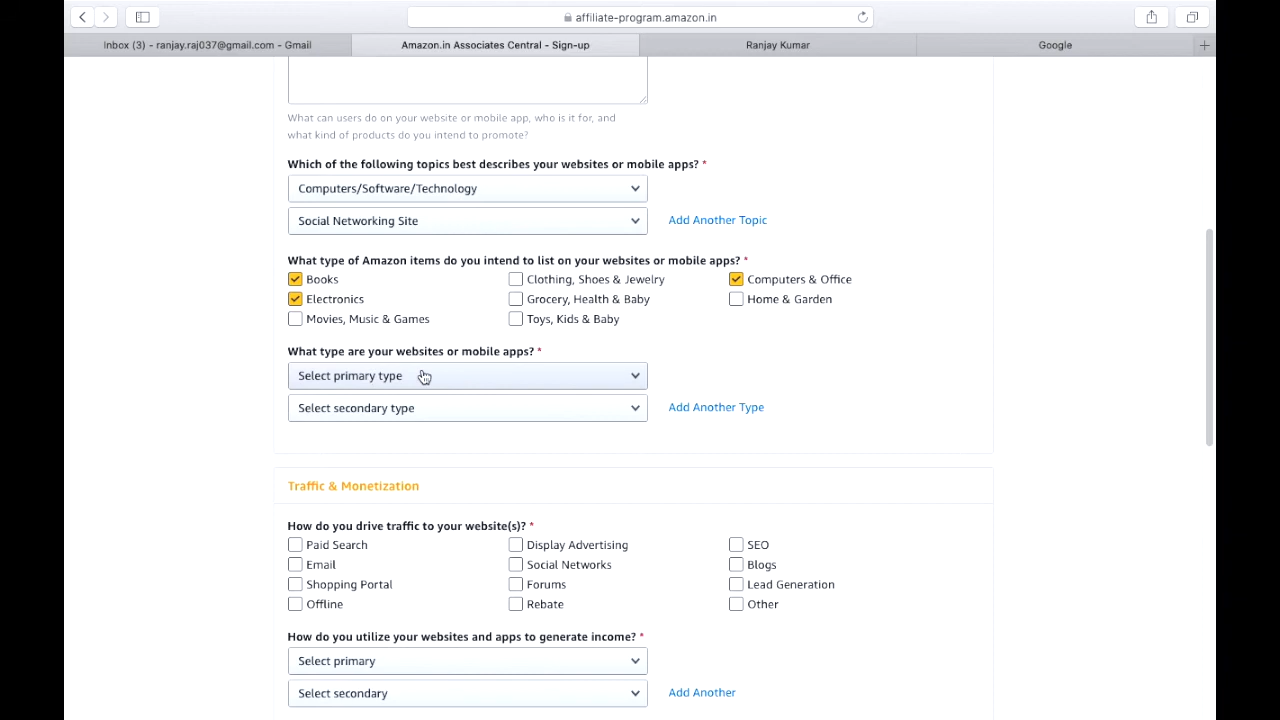 affiliate-program.amazon.in
Inbox (3) - ranjay.raj037@gmail.com - Gmail
Amazon.in Associates Central - Sign-up
Ranjay Kumar
Google
What can users do on your website or mobile app, who is it for, and
what kind of products do you intend to promote?
Which of the following topics best describes your websites or mobile apps? *
Computers/Software/Technology
Social Networking Site
Add Another Topic
What type of Amazon items do you intend to list on your websites or mobile apps? *
Books
Clothing, Shoes & Jewelry
Computers & Office
Electronics
Grocery, Health & Baby
Home & Garden
Movies, Music & Games
Toys, Kids & Baby
What type are your websites or mobile apps? *
Select primary type
Select secondary type
Add Another Type
Traffic & Monetization
How do you drive traffic to your website(s)? *
Paid Search
Display Advertising
SEO
Email
Social Networks
Blogs
Shopping Portal
Forums
Lead Generation
Offline
Rebate
Other
How do you utilize your websites and apps to generate income? *
Select primary
Select secondary
Add Another